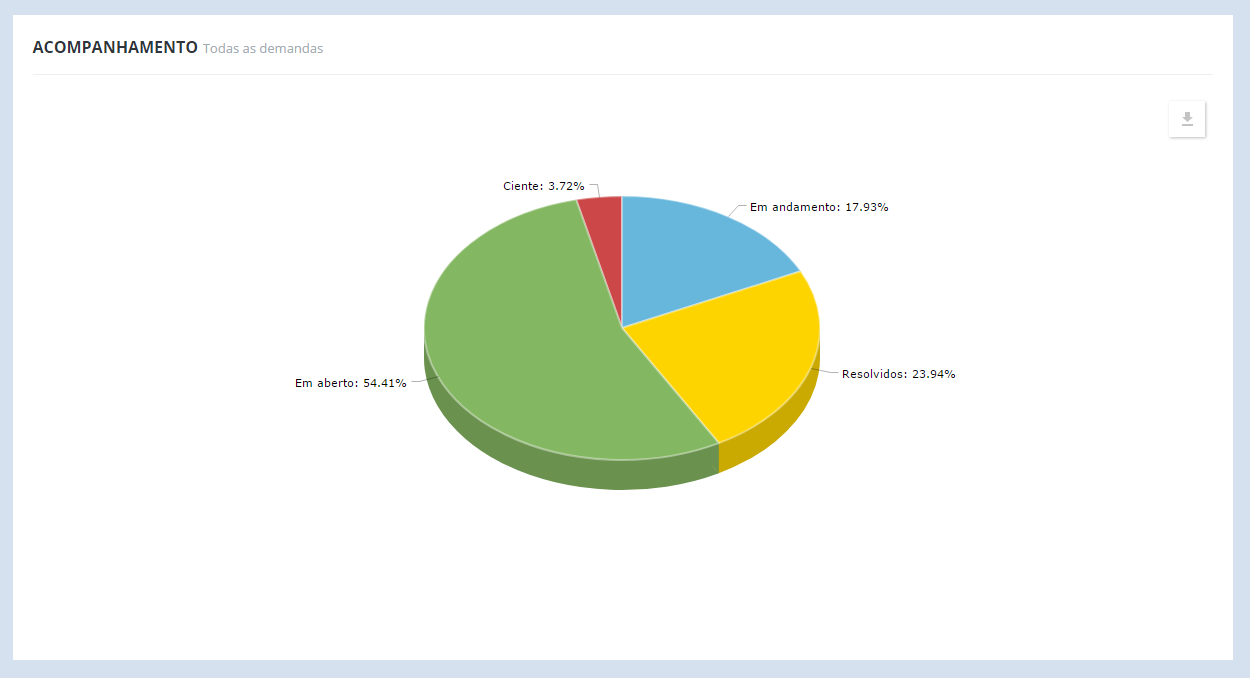 ACOMPANHAMENTO Todas as demandas
Ciente: 3.72%
Em andamento: 17.93%
Resolvidos: 23.94%
Em aberto: 54.41%